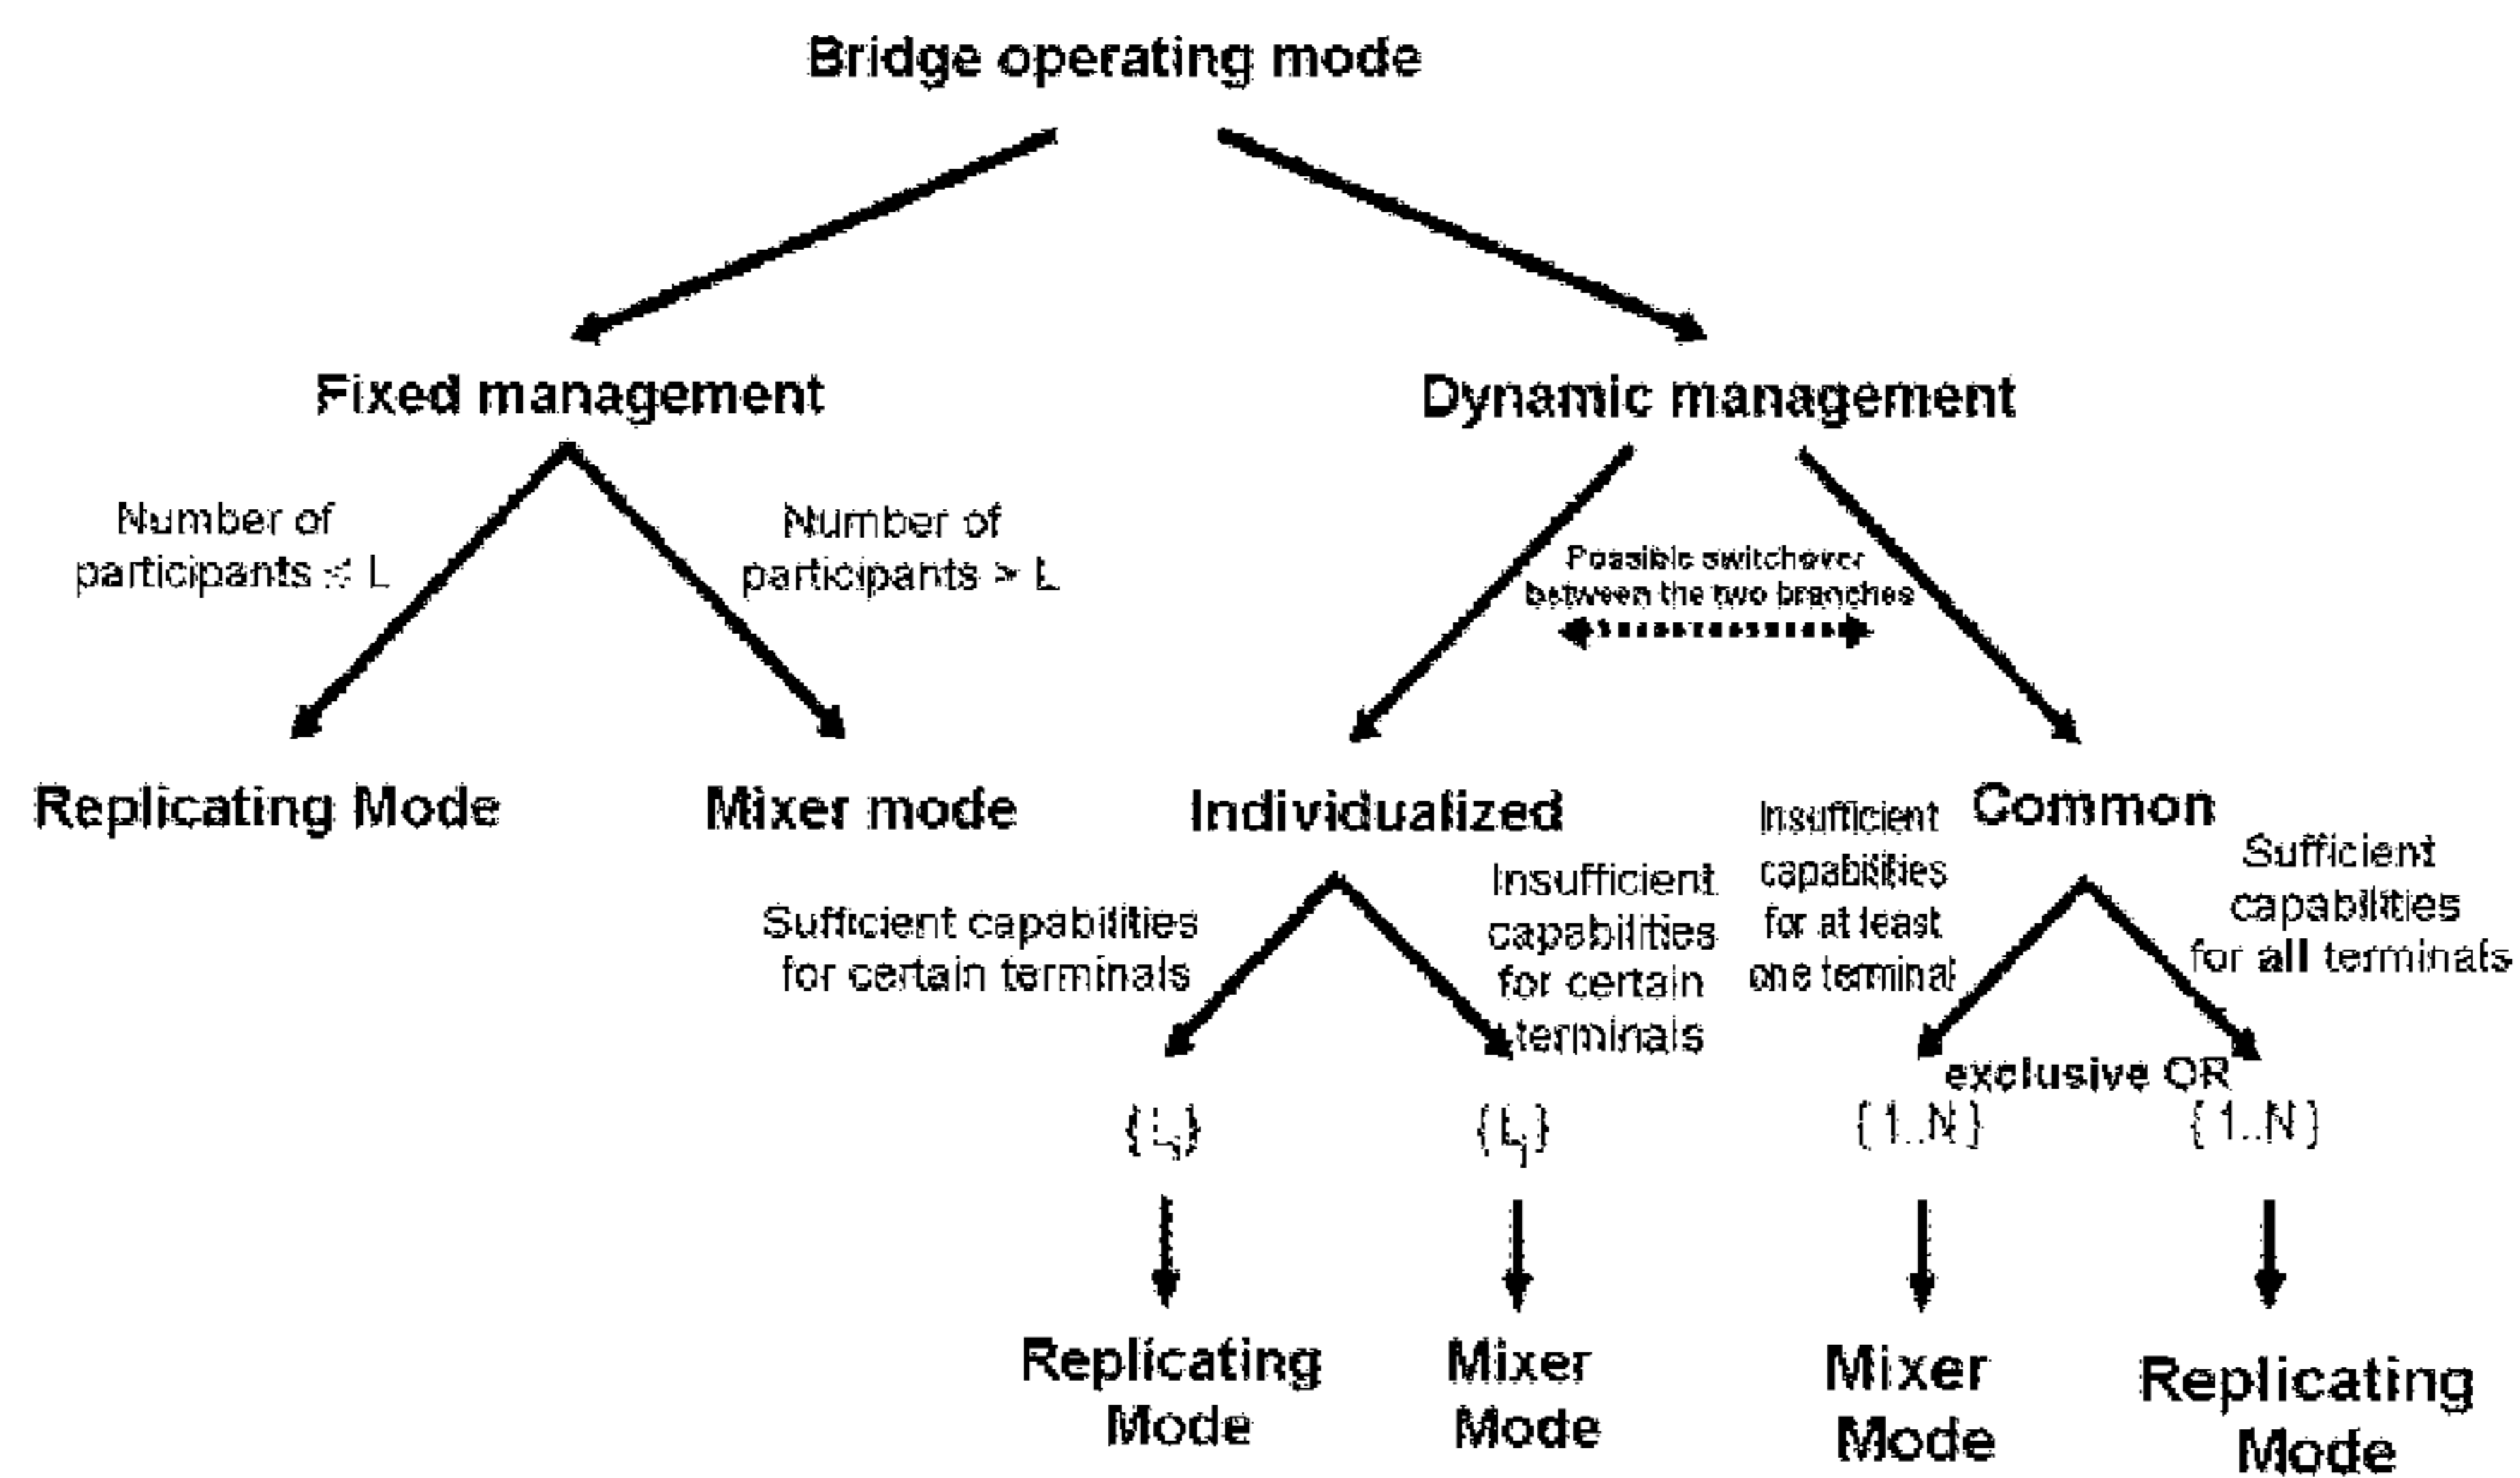 Bridge operating mode
Fixed management
Dynamic management
Number of
participants ≤ L
Number of
participants > L
Possible switchover
between the two branches
Replicating Mode
Mixer mode
Individualized
Common
Sufficient capabilities
for certain terminals
Insufficient
capabilities
for certain
terminals
Insufficient
capabilities
for at least
one terminal
Sufficient
capabilities
for all terminals
exclusive OR
{Li}
{Lj}
{1..N}
{1..N}
Replicating
Mode
Mixer
Mode
Mixer
Mode
Replicating
Mode